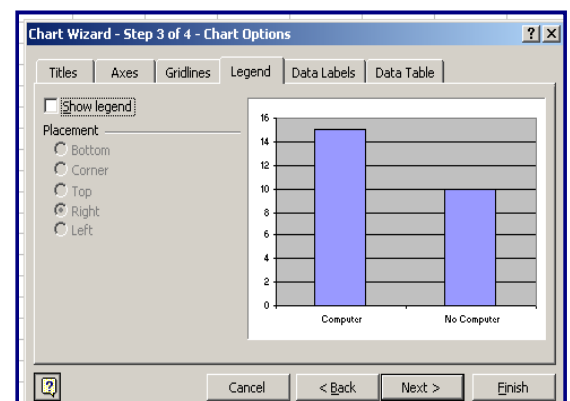 Chart Wizard - Step 3 of 4 - Chart Options
Titles Axes Gridlines Legend Data Labels Data Table
Show legend
Placement
Bottom
Corner
Top
Right
Left
16
14
12
10
8
6
4
2
0
Computer No Computer
Cancel < Back Next > Finish